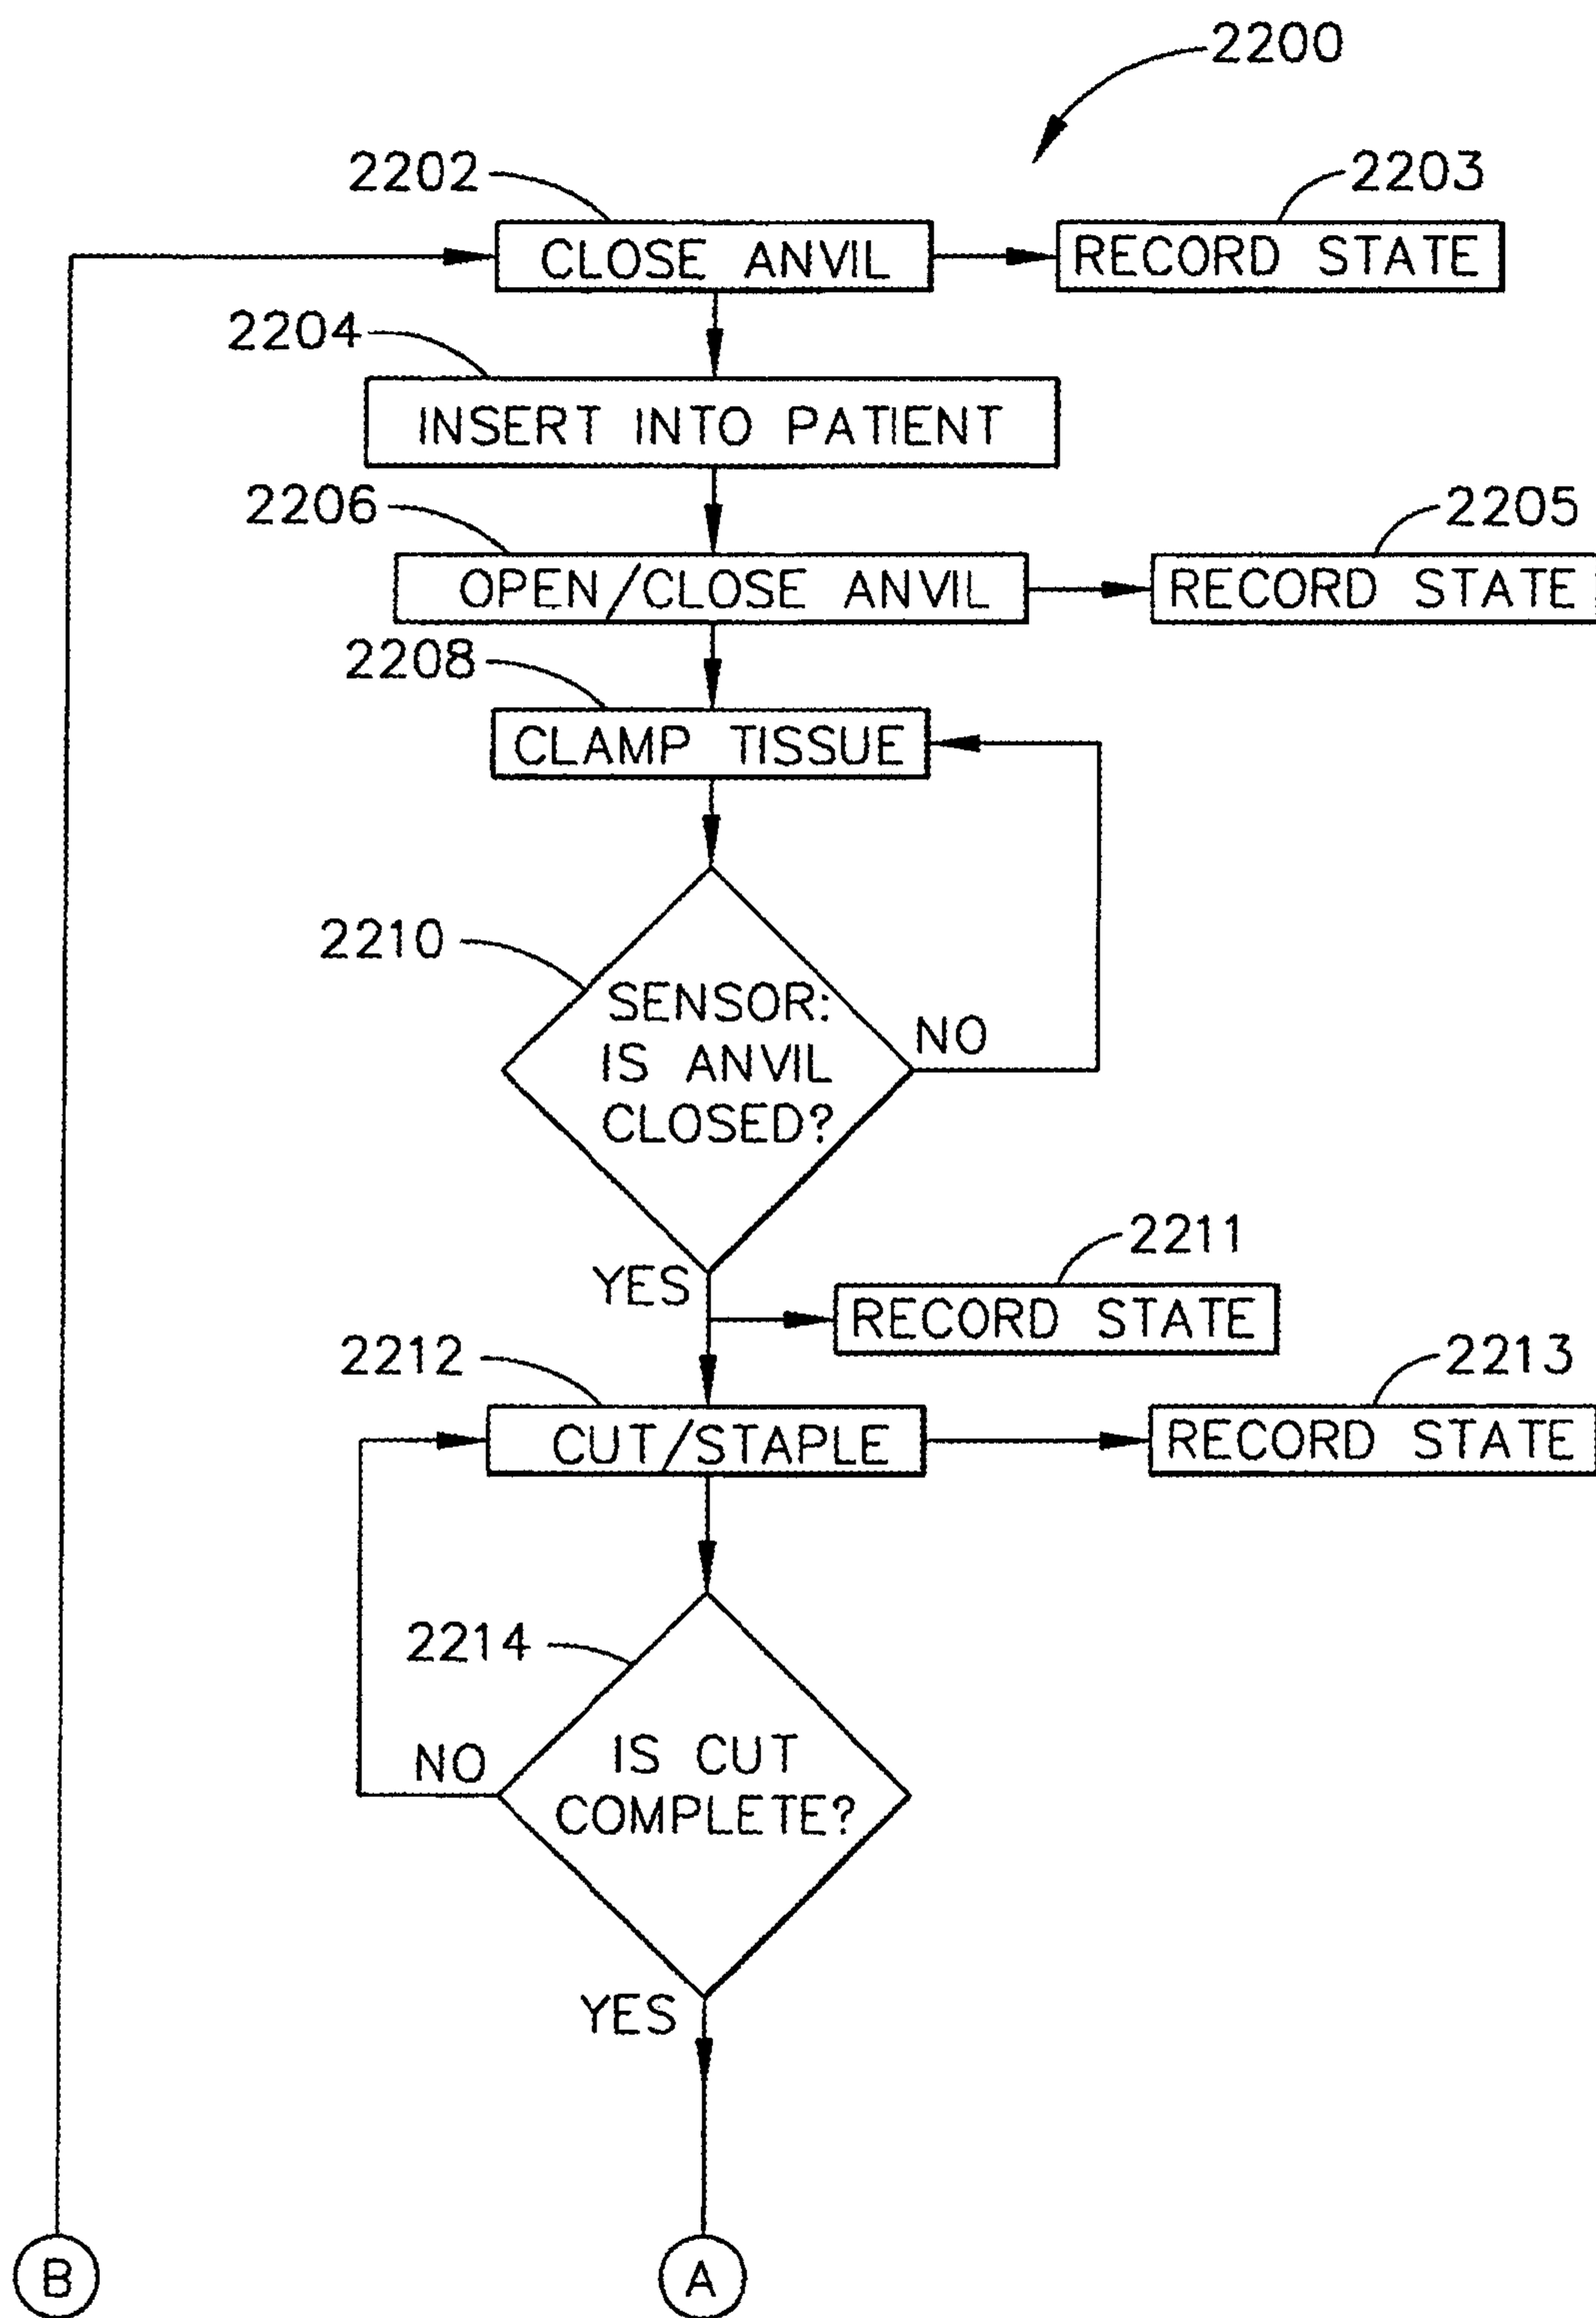 2200
2202
2203
CLOSE ANVIL
RECORD STATE
2204
INSERT INTO PATIENT
2206
2205
OPEN/CLOSE ANVIL
RECORD STATE
2208
CLAMP TISSUE
2210
SENSOR:
IS ANVIL
CLOSED?
NO
YES
2211
RECORD STATE
2212
2213
CUT/STAPLE
RECORD STATE
2214
IS CUT
COMPLETE?
NO
YES
B
A